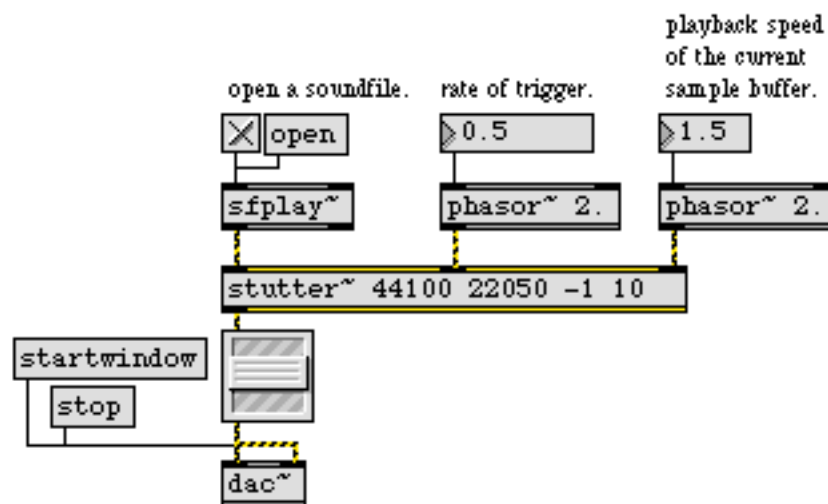 playback speed
of the current
open a soundfile. rate of trigger. sample buffer.
open 0.5 1.5
sfplay~ phasor~ 2. phasor~ 2.
stutter~ 44100 22050 -1 10
startwindow
stop
dac~